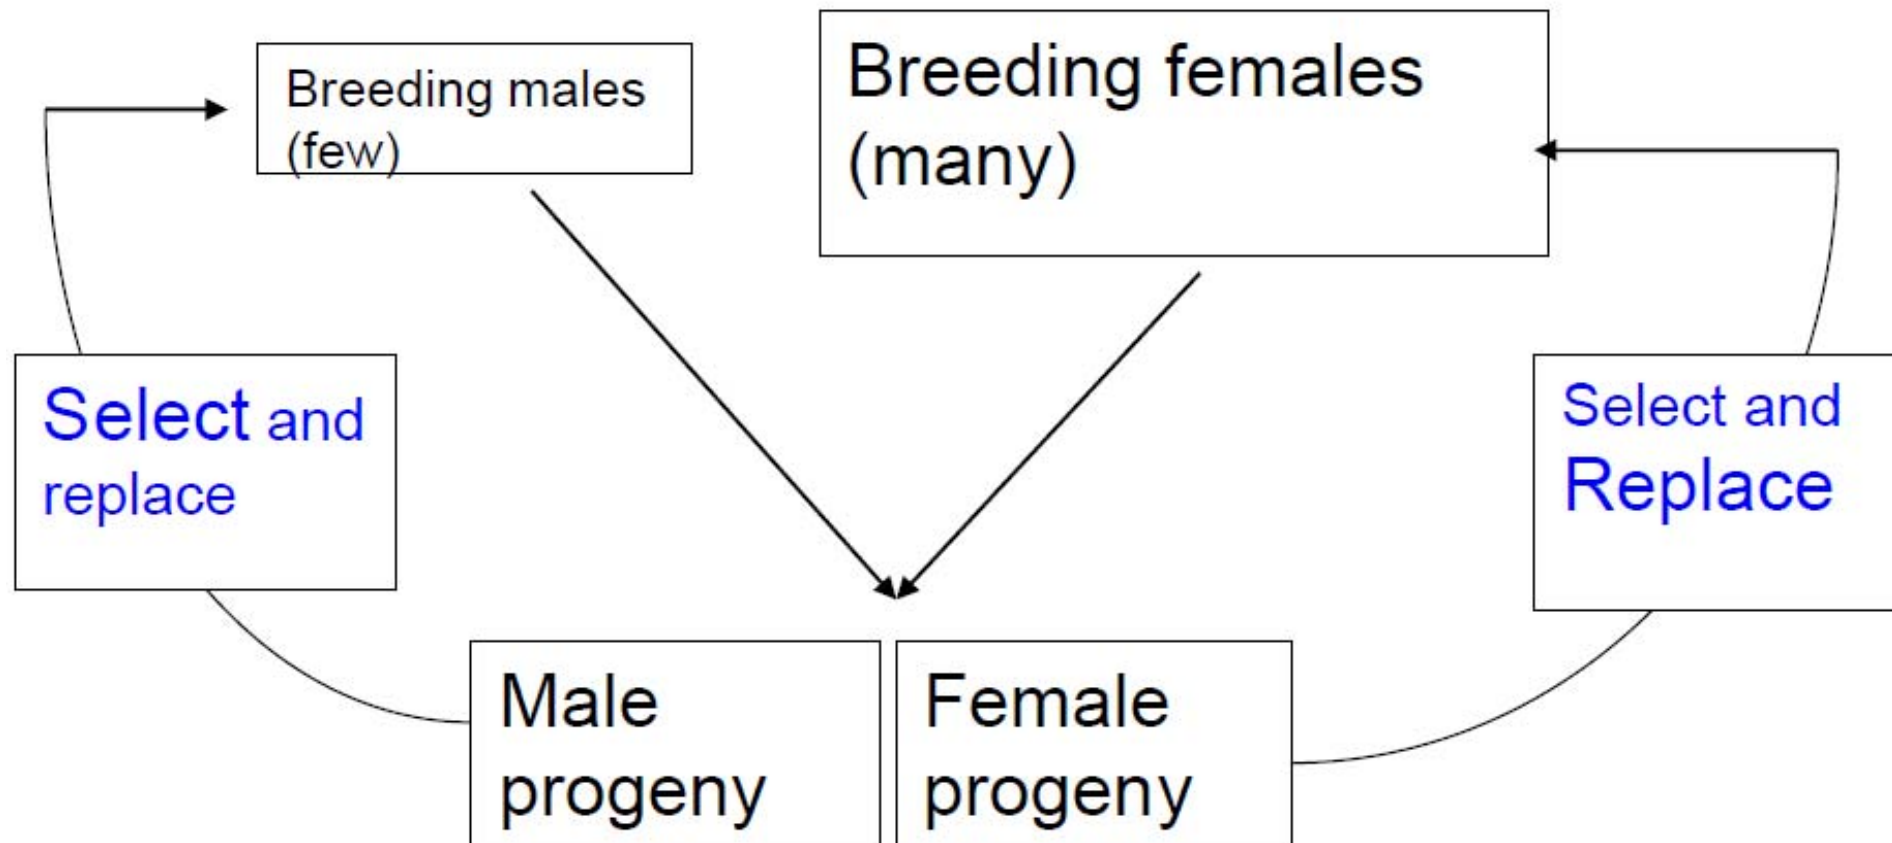 Breeding males
(few)
Breeding females
(many)
Select and
replace
Select and
Replace
Male
progeny
Female
progeny